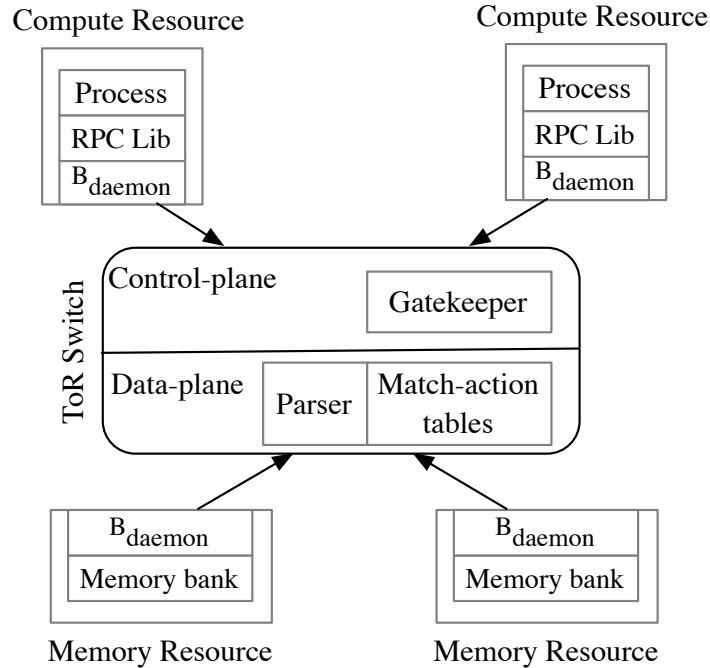 Compute Resource
Process
RPC Lib
Bdaemon
Compute Resource
Process
RPC Lib
Bdaemon
ToR Switch
Control-plane
Gatekeeper
Data-plane
Parser
Match-action
tables
Bdaemon
Memory bank
Memory Resource
Bdaemon
Memory bank
Memory Resource